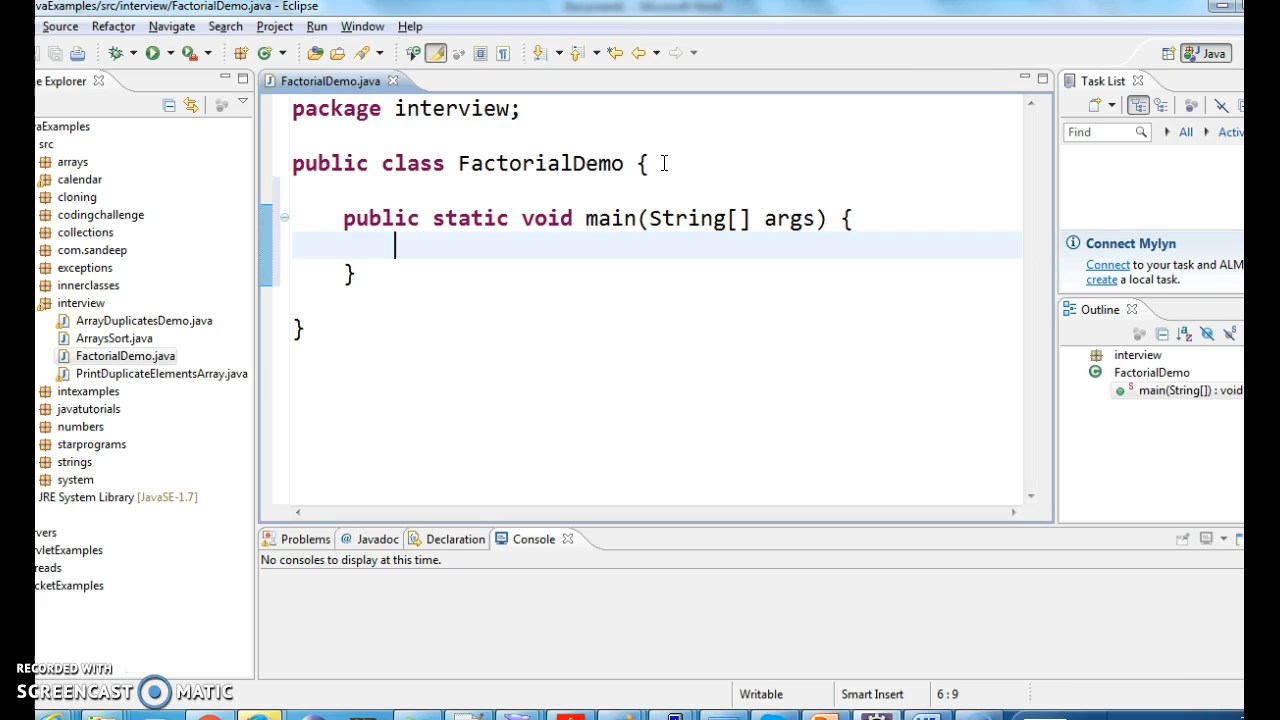 vaExamples/src/interview/FactorialDemo.java - Eclipse
Source Refactor Navigate Search Project Run Window Help
Java
e Explorer
FactorialDemo.java
Task List
vaExamples
src
arrays
calendar
cloning
codingchallenge
collections
com.sandeep
exceptions
innerclasses
interview
ArrayDuplicatesDemo.java
ArraysSort.java
FactorialDemo.java
PrintDuplicateElementsArray.java
intexamples
javatutorials
numbers
starprograms
strings
system
JRE System Library [JavaSE-1.7]
rvers
rvletExamples
reads
cketExamples
package interview;
public class FactorialDemo {
public static void main(String[] args) {
}
}
Find All Activ
Connect Mylyn
Connect to your task and ALM
create a local task.
Outline
interview
FactorialDemo
main(String[]) : void
Problems @ Javadoc Declaration Console
No consoles to display at this time.
Writable Smart Insert 6 : 9
RECORDED WITH
SCREENCAST MATIC